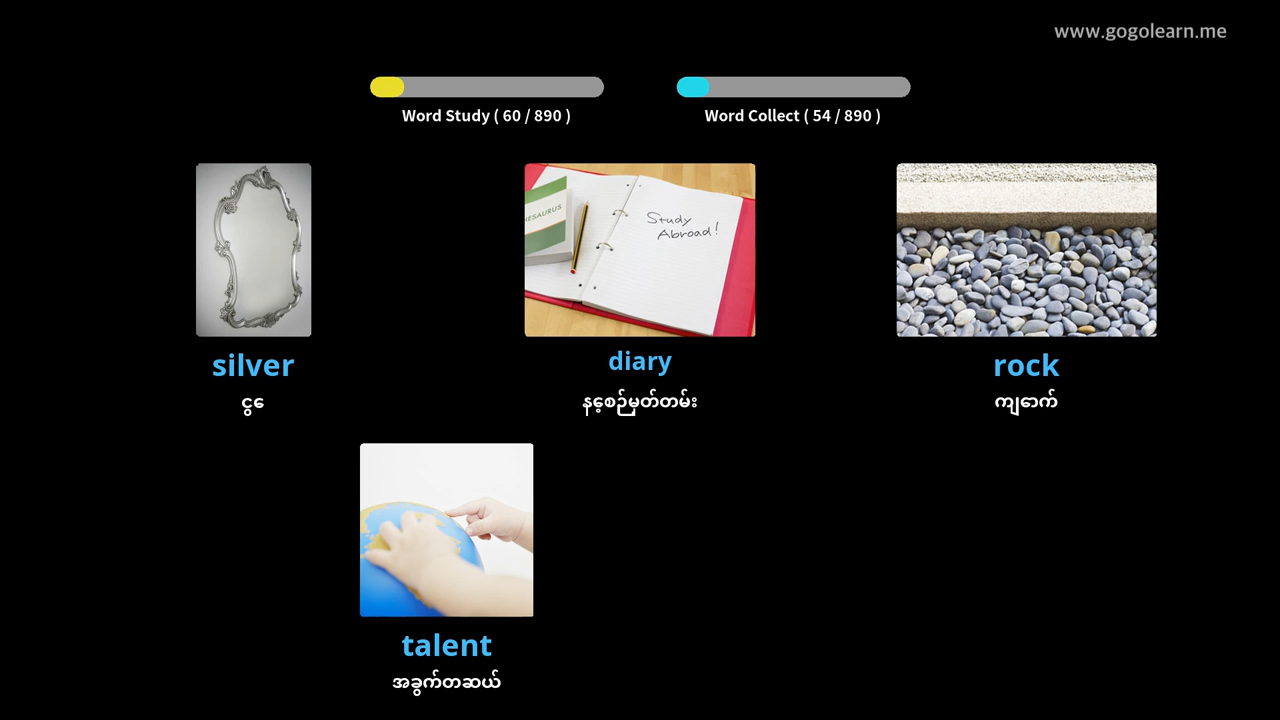 www.gogolearn.me
Word Study ( 60 / 890 )
Word Collect ( 54 / 890 )
HESAURUS
Study
Abroad!
silver
diary
rock
ငွေ
နေ့စဉ်မှတ်တမ်း
ကျောက်
talent
အခွက်တဆယ်